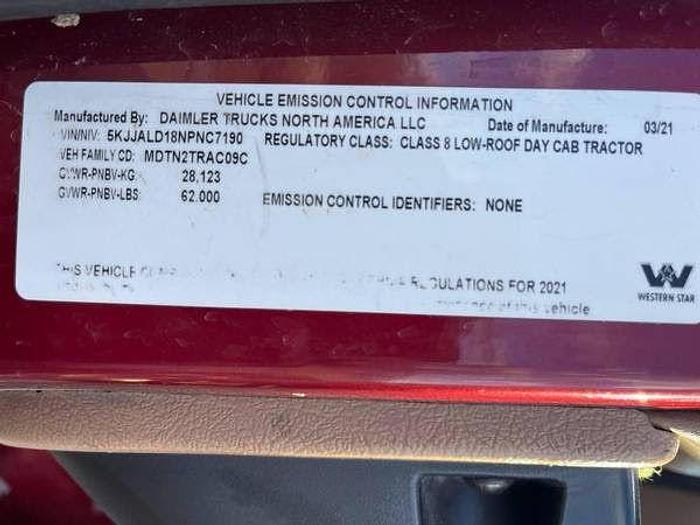 VEHICLE EMISSION CONTROL INFORMATION
Manufactured By: DAIMLER TRUCKS NORTH AMERICA LLC Date of Manufacture: 03/21
VIN/NIV: 5KJJALD18NPNC7190 REGULATORY CLASS: CLASS 8 LOW-ROOF DAY CAB TRACTOR
VEH FAMILY CD: MDTN2TRAC09C
GVWR-PNBV-KG: 28.123
GVWR-PNBV-LBS: 62.000 EMISSION CONTROL IDENTIFIERS: NONE
THIS VEHICLE REGULATIONS FOR 2021
of this vehicle
WESTERN STAR